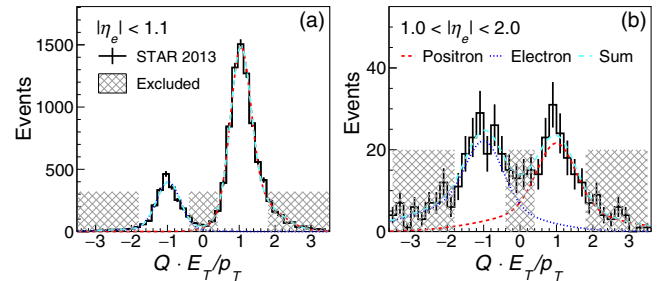 (a)
|η_e| < 1.1
STAR 2013
Excluded
Events
1500
1000
500
0
−3 −2 −1 0 1 2 3
Q · E_T/p_T
(b)
1.0 < |η_e| < 2.0
Positron Electron Sum
Events
40
20
0
−3 −2 −1 0 1 2 3
Q · E_T/p_T